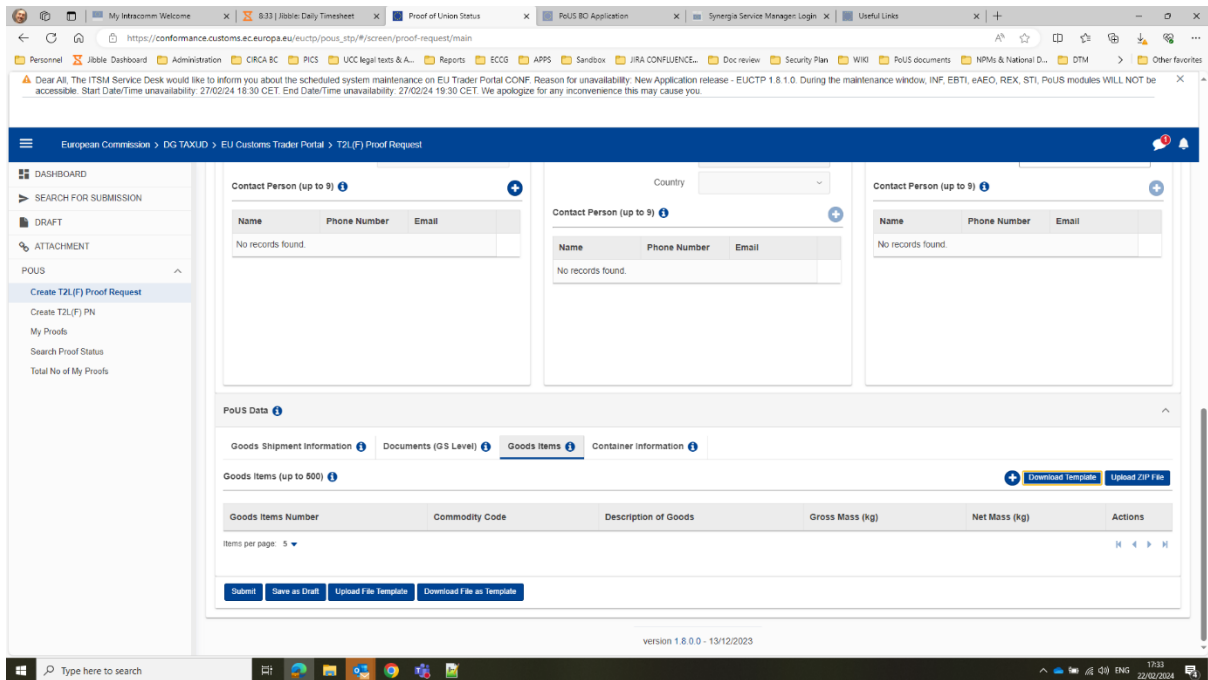 My Intracomm Welcome
8:33 | Jibble: Daily Timesheet
Proof of Union Status
PoUS BO Application
Synergia Service Manager: Login
Useful Links
https://conformance.customs.ec.europa.eu/euctp/pous_stp/#/screen/proof-request/main
Personnel Jibble Dashboard Administration CIRCA BC PICS UCC legal texts & A... Reports ECCG APPS Sandbox JIRA CONFLUENCE... Doc review Security Plan WIKI PoUS documents NPMs & National D... DTM Other favorites
Dear All, The ITSM Service Desk would like to inform you about the scheduled system maintenance on EU Trader Portal CONF. Reason for unavailability: New Application release - EUCTP 1.8.1.0. During the maintenance window, INF, EBTI, eAEO, REX, STI, PoUS modules WILL NOT be
accessible. Start Date/Time unavailability: 27/02/24 18:30 CET. End Date/Time unavailability: 27/02/24 19:30 CET. We apologize for any inconvenience this may cause you.
European Commission > DG TAXUD > EU Customs Trader Portal > T2L(F) Proof Request
1
DASHBOARD
SEARCH FOR SUBMISSION
DRAFT
ATTACHMENT
POUS
Create T2L(F) Proof Request
Create T2L(F) PN
My Proofs
Search Proof Status
Total No of My Proofs
Contact Person (up to 9)
Name Phone Number Email
No records found.
Country
Contact Person (up to 9)
Name Phone Number Email
No records found.
Contact Person (up to 9)
Name Phone Number Email
No records found.
PoUS Data
Goods Shipment Information Documents (GS Level) Goods Items Container Information
Goods Items (up to 500)
Download Template Upload ZIP File
Goods Items Number Commodity Code Description of Goods Gross Mass (kg) Net Mass (kg) Actions
Items per page: 5
Submit Save as Draft Upload File Template Download File as Template
version 1.8.0.0 - 13/12/2023
Type here to search
ENG
17:33
22/02/2024